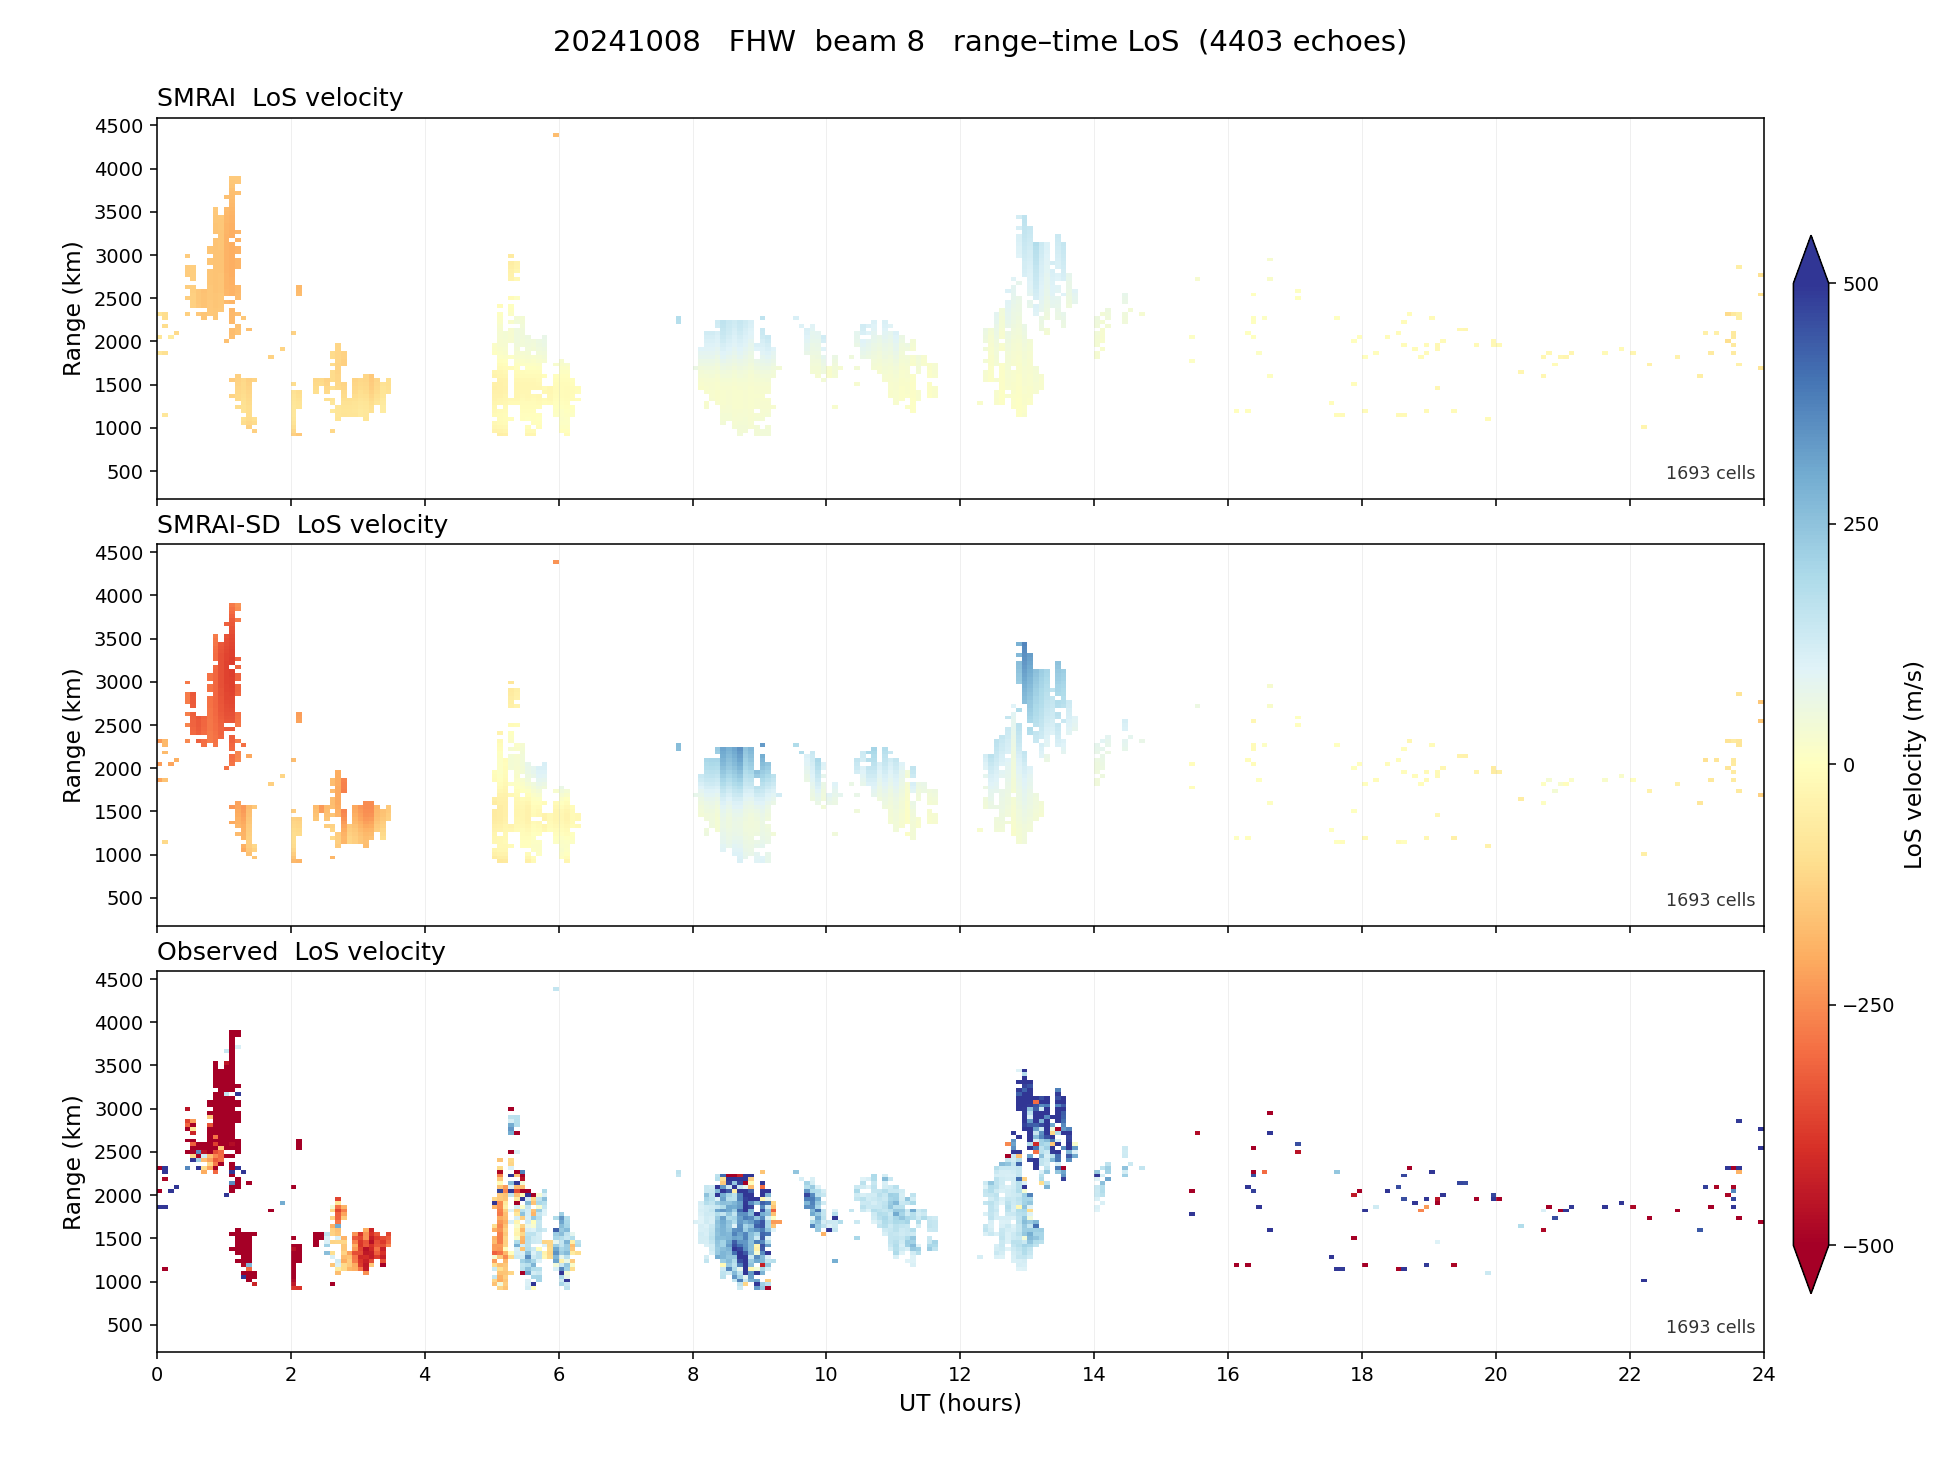 20241008   FHW  beam 8   range–time LoS  (4403 echoes)
SMRAI  LoS velocity
4500
4000
3500
3000
2500
2000
1500
1000
500
Range (km)
1693 cells
SMRAI-SD  LoS velocity
4500
4000
3500
3000
2500
2000
1500
1000
500
Range (km)
1693 cells
Observed  LoS velocity
4500
4000
3500
3000
2500
2000
1500
1000
500
Range (km)
1693 cells
0 2 4 6 8 10 12 14 16 18 20 22 24
UT (hours)
500
250
0
−250
−500
LoS velocity (m/s)